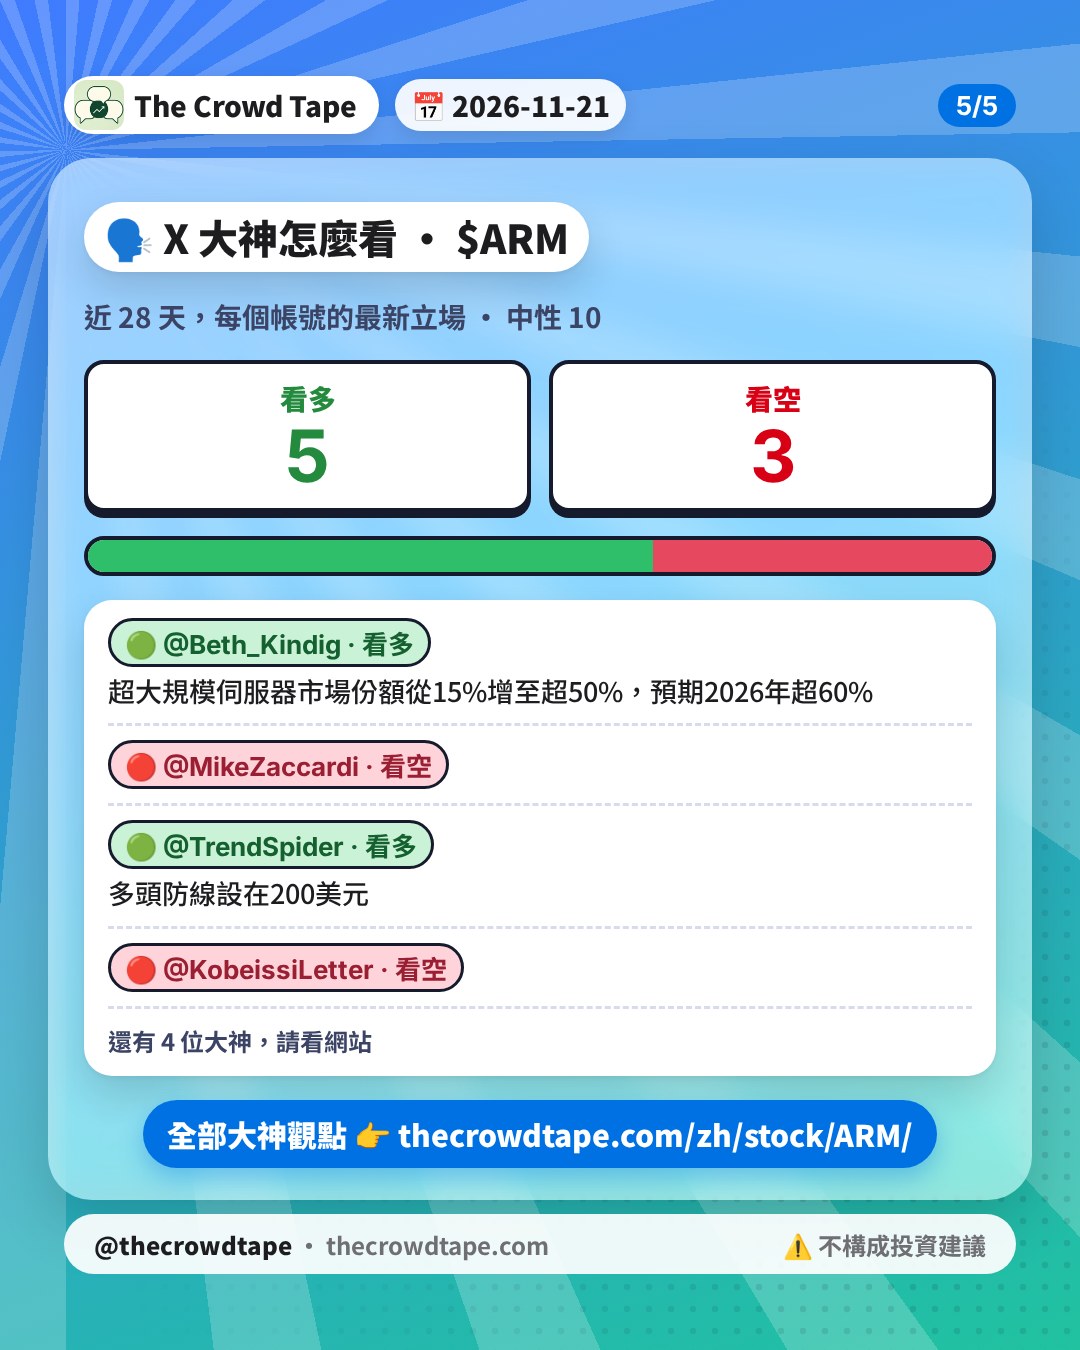 The Crowd Tape
2026-11-21
5/5
X 大神怎麼看 · $ARM
近 28 天，每個帳號的最新立場 · 中性 10
看多
5
看空
3
@Beth_Kindig · 看多
超大規模伺服器市場份額從15%增至超50%，預期2026年超60%
@MikeZaccardi · 看空
@TrendSpider · 看多
多頭防線設在200美元
@KobeissiLetter · 看空
還有 4 位大神，請看網站
全部大神觀點 👉 thecrowdtape.com/zh/stock/ARM/
@thecrowdtape · thecrowdtape.com
⚠️ 不構成投資建議